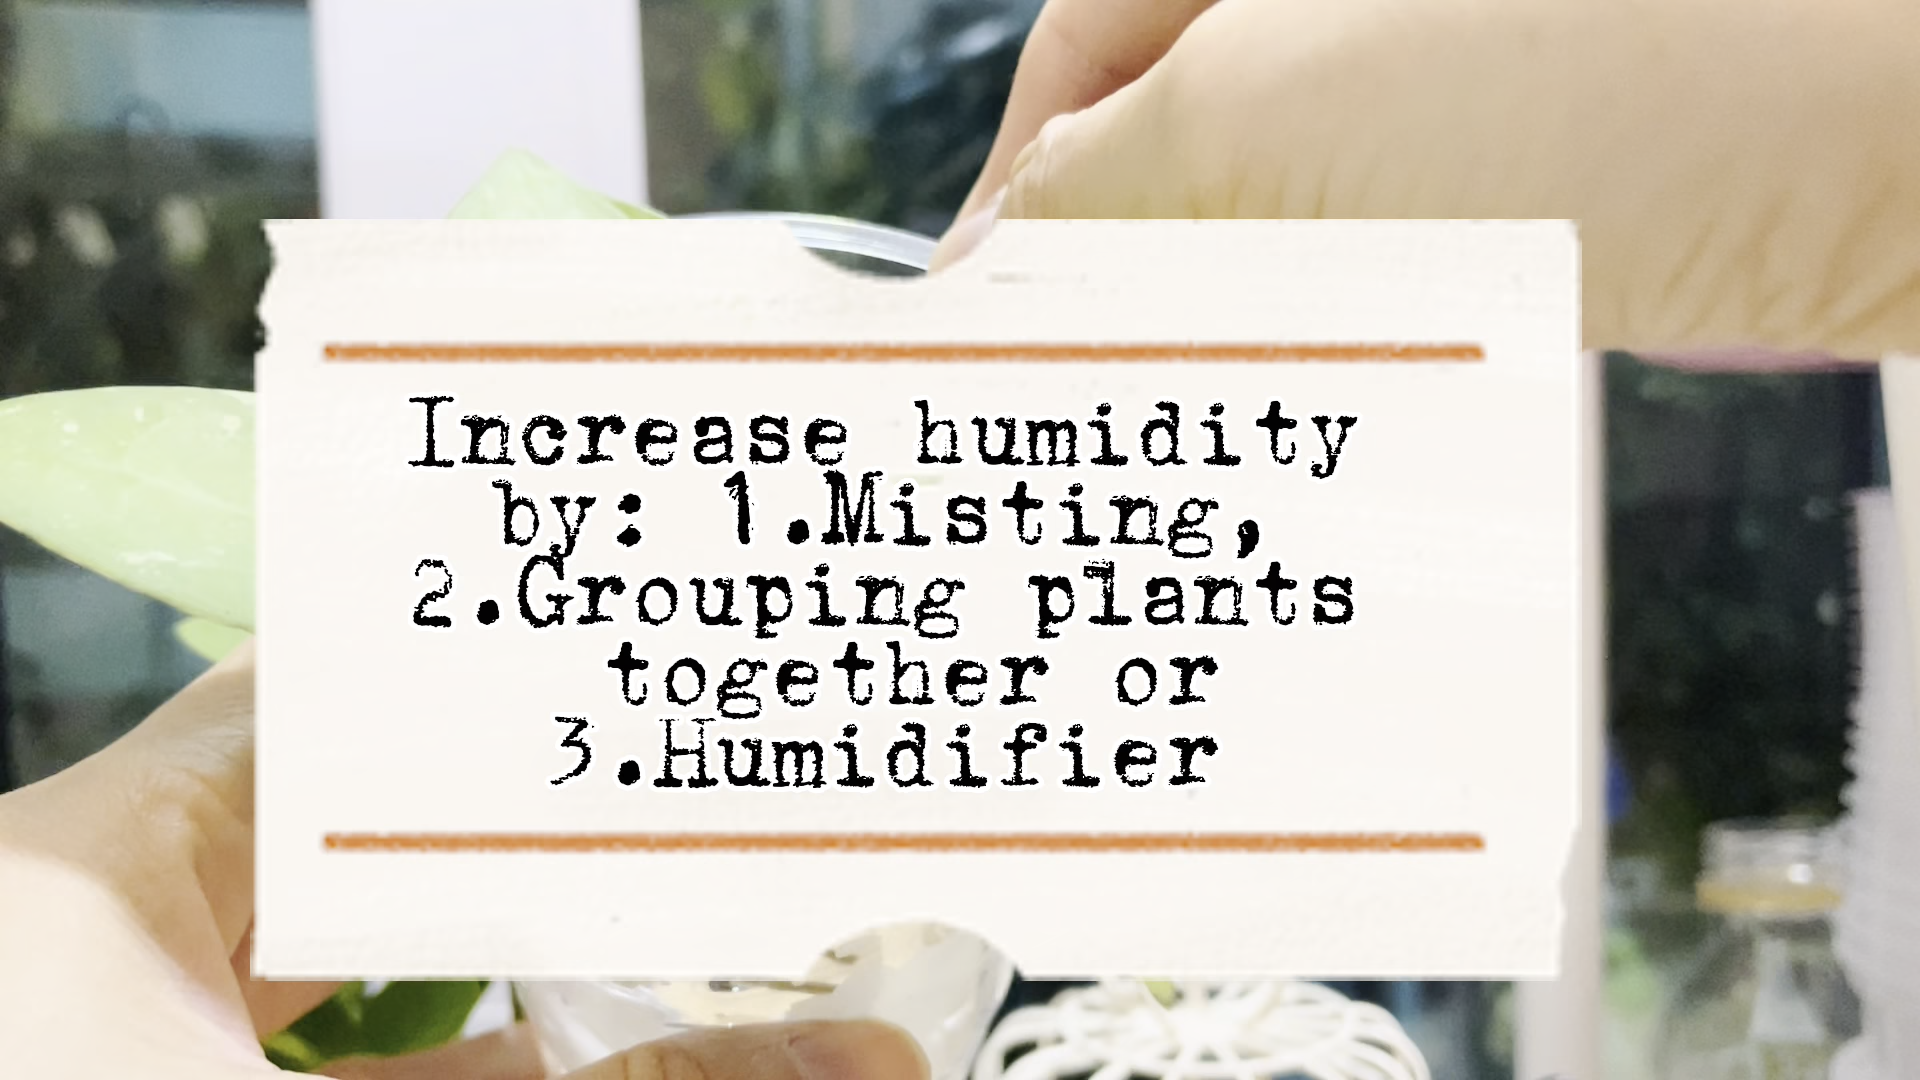 Increase humidity
by: 1.Misting,
2.Grouping plants
together or
3.Humidifier